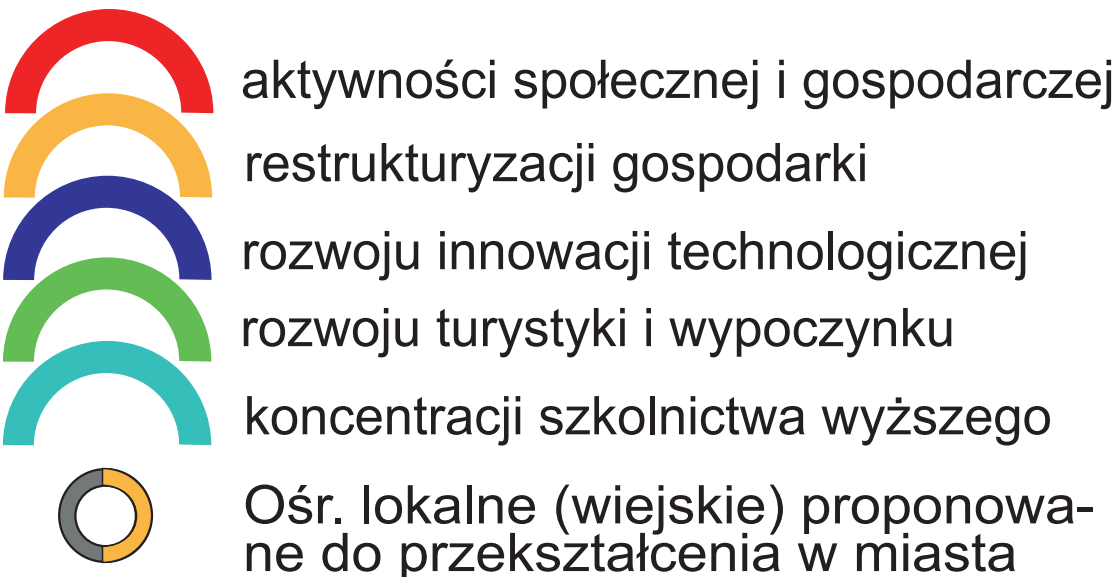 aktywności społecznej i gospodarczej
restrukturyzacji gospodarki
rozwoju innowacji technologicznej
rozwoju turystyki i wypoczynku
koncentracji szkolnictwa wyższego
Ośr. lokalne (wiejskie) proponowa-
ne do przekształcenia w miasta